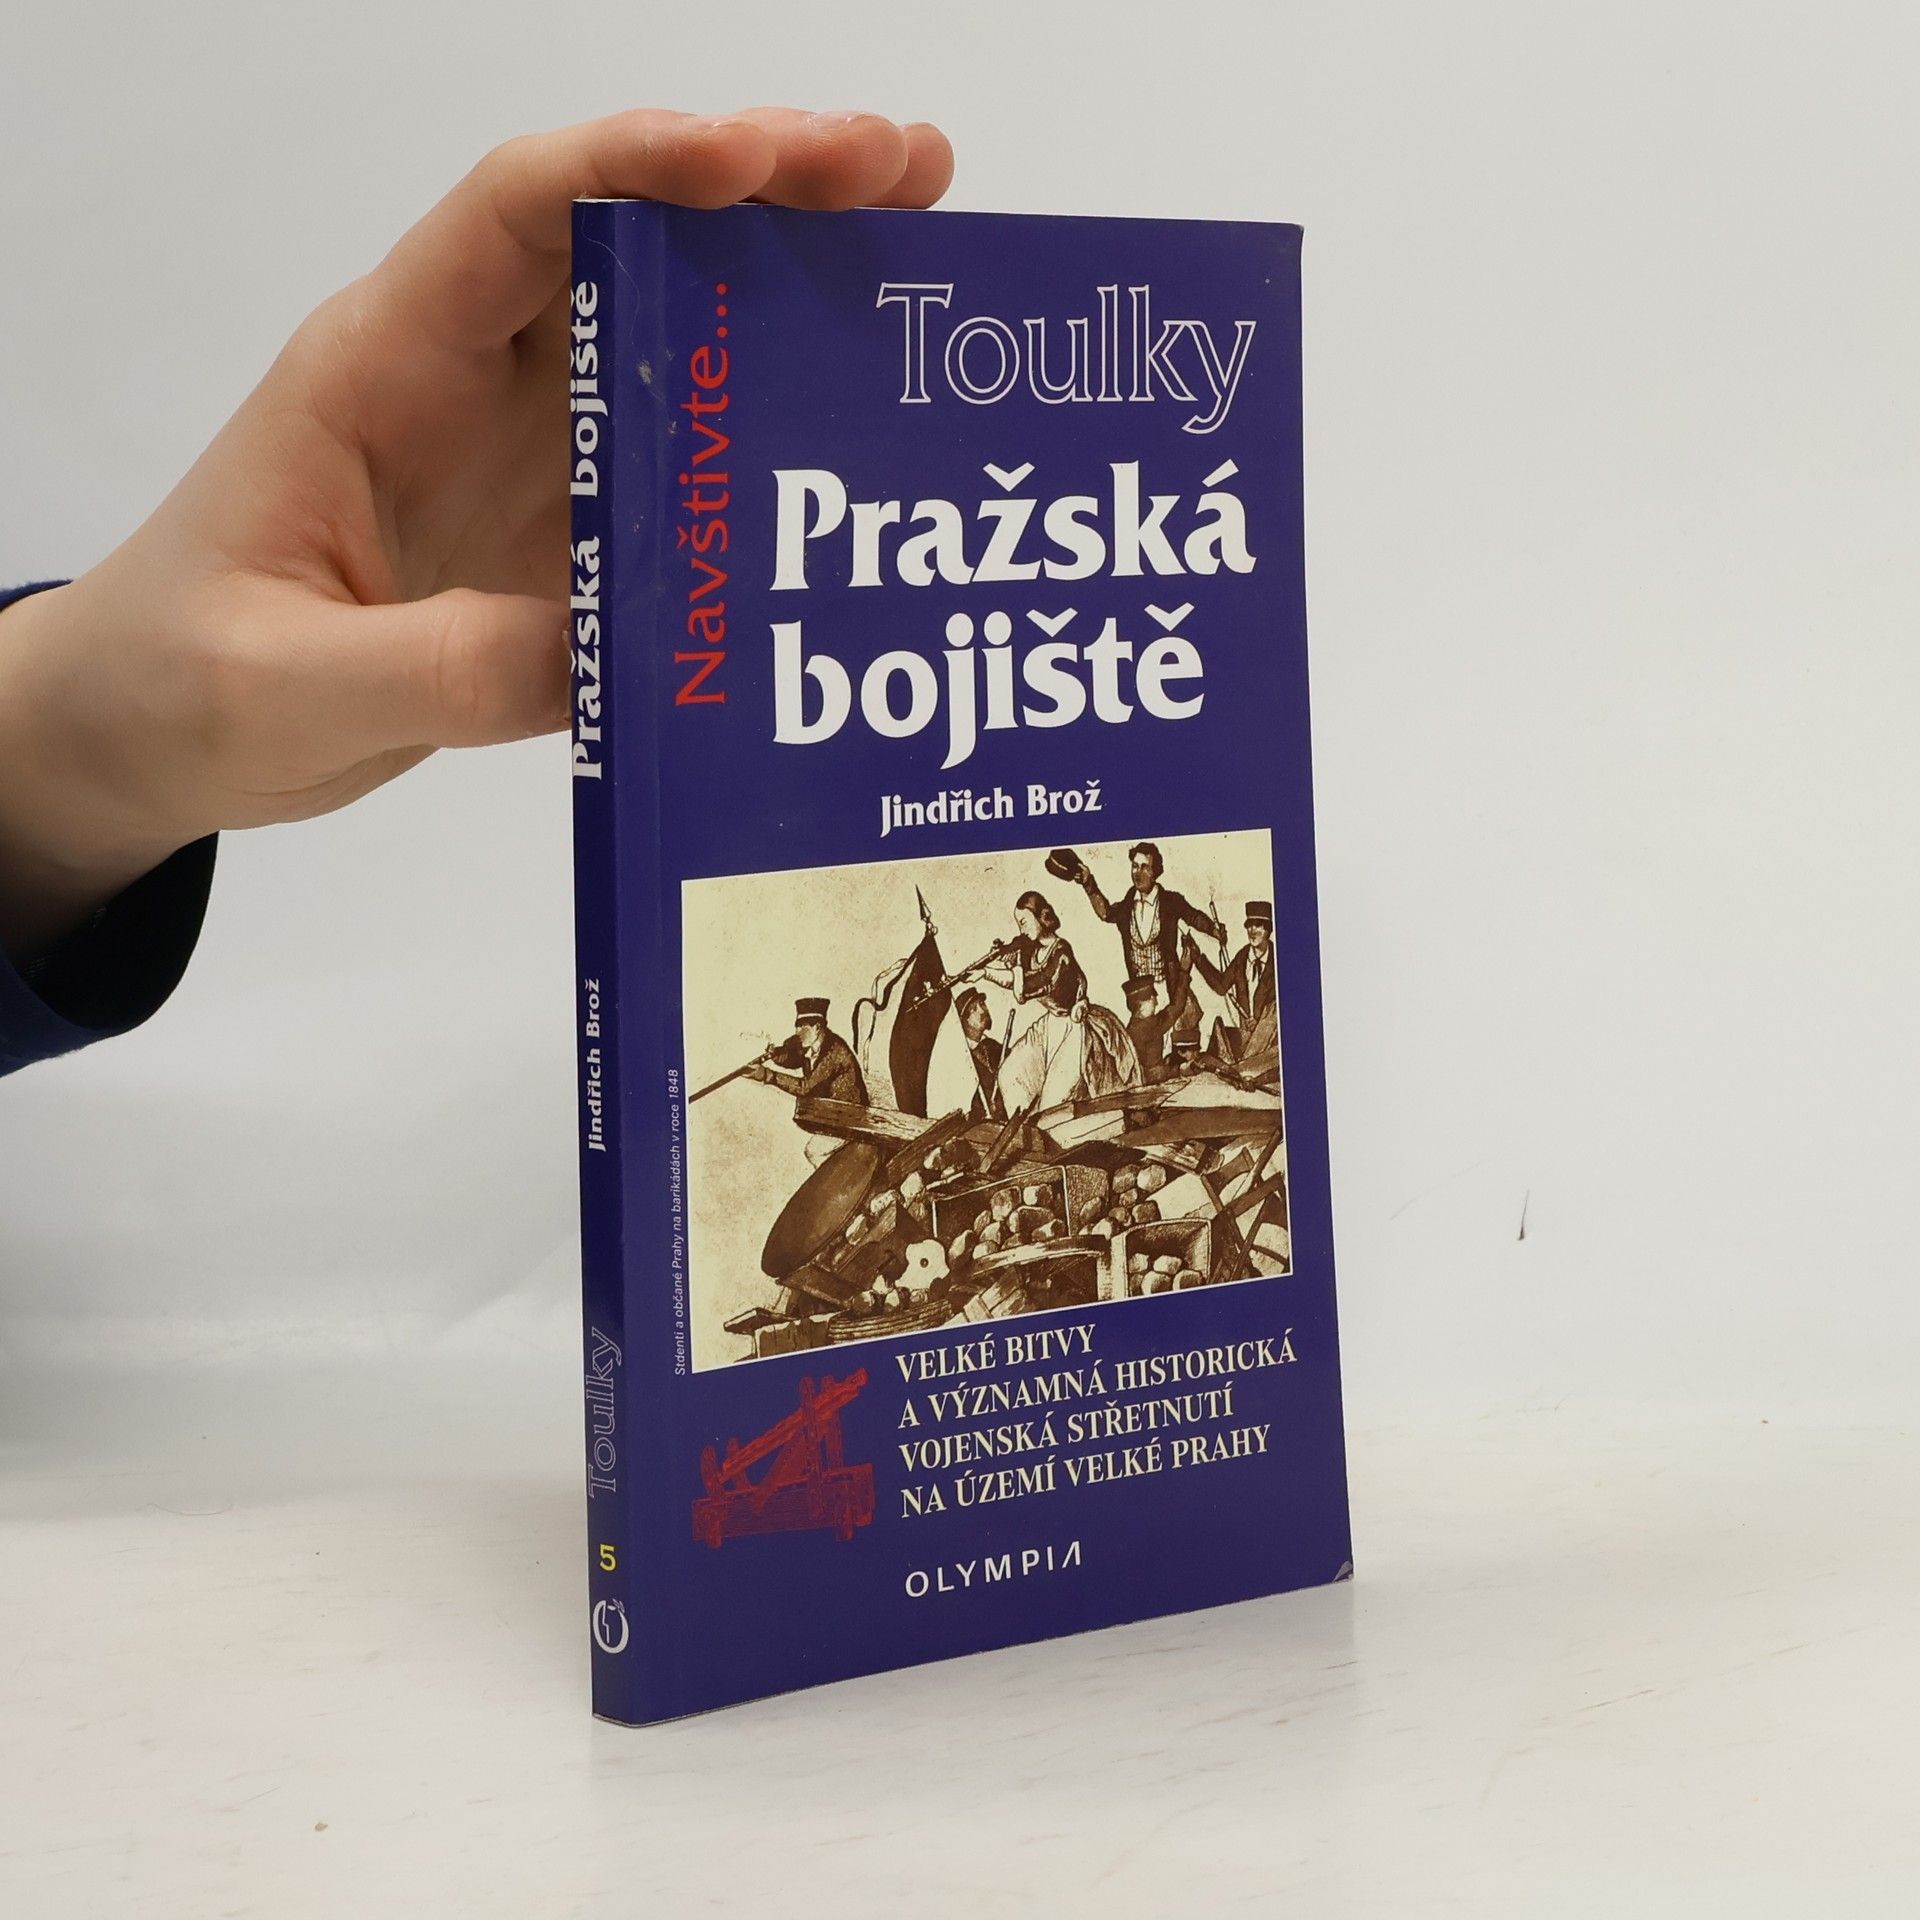 Pražská bojiště
Jindřich Brož
Toulky
5
Navštivte...
Toulky
Pražská
bojiště
Jindřich Brož
Stdenti a občané Prahy na barikádách v roce 1848
VELKÉ BITVY
A VÝZNAMNÁ HISTORICKÁ
VOJENSKÁ STŘETNUTÍ
NA ÚZEMÍ VELKÉ PRAHY
OLYMPIA